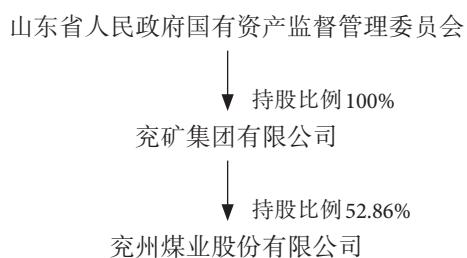 山东省人民政府国有资产监督管理委员会
持股比例100%
兖矿集团有限公司
持股比例52.86%
兖州煤业股份有限公司